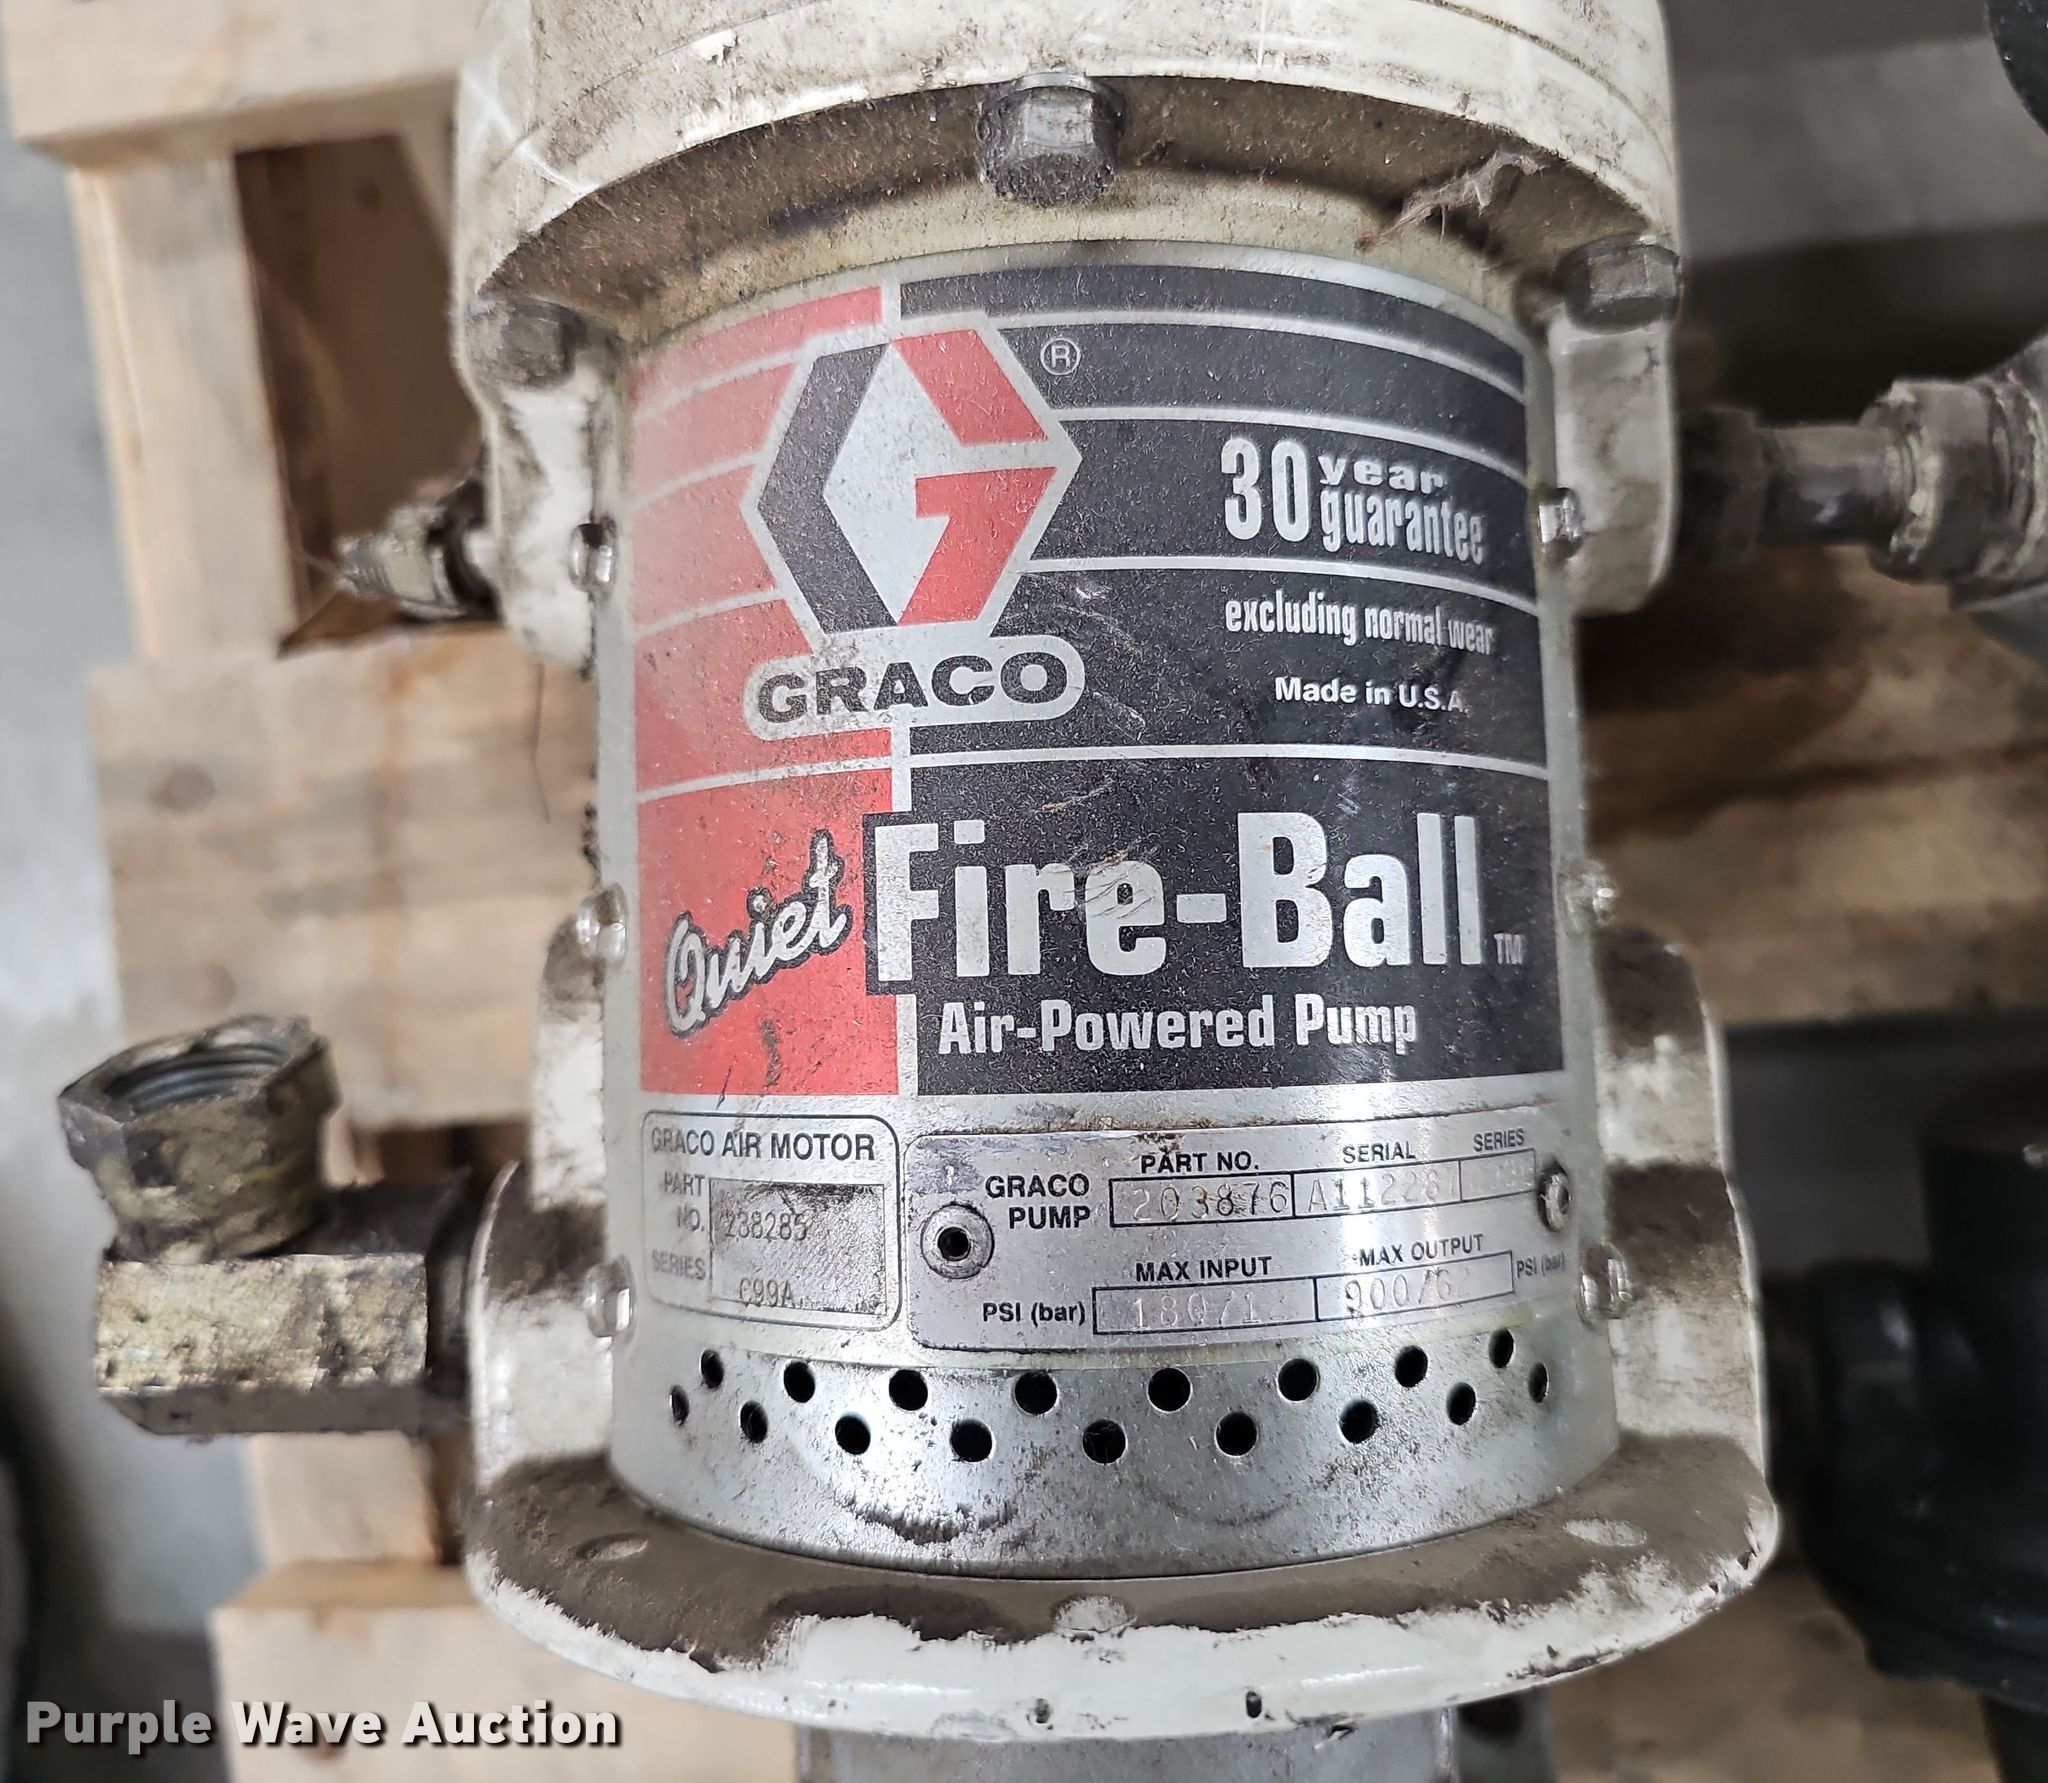 ®
30 year guarantee
excluding normal wear
Made in U.S.A.
GRACO
Quiet Fire-Ball™
Air-Powered Pump
GRACO AIR MOTOR
PART NO. 238285
SERIES C99A
GRACO PUMP
PART NO. SERIAL SERIES
203876
MAX INPUT MAX OUTPUT
PSI (bar) PSI (bar)
Purple Wave Auction